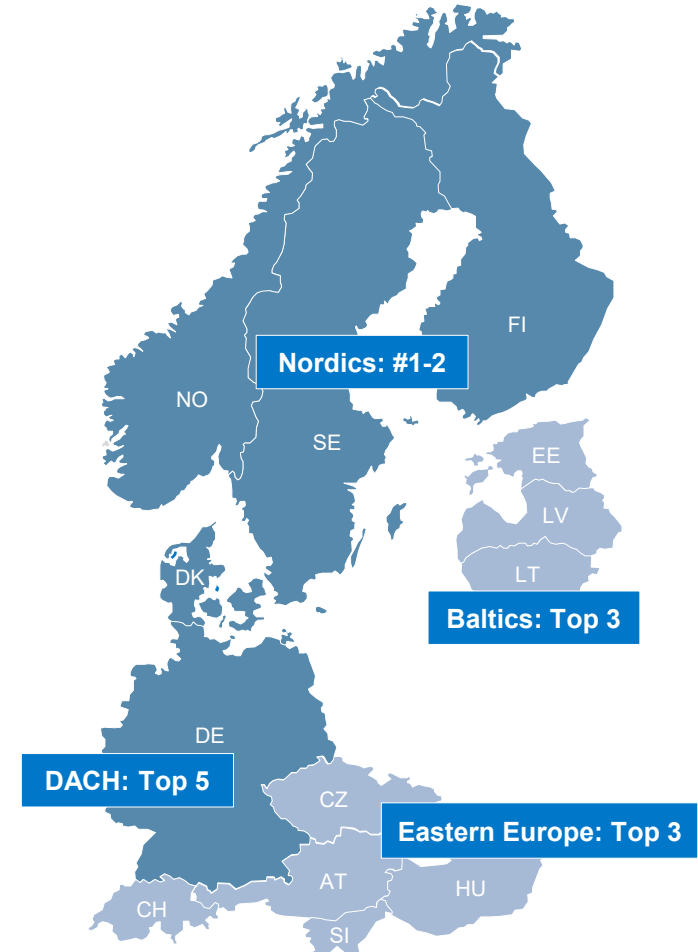 FI
Nordics: #1-2
NO
SE
EE
LV
LT
DK
Baltics: Top 3
DE
DACH: Top 5
CZ
Eastern Europe: Top 3
AT
HU
CH
SI